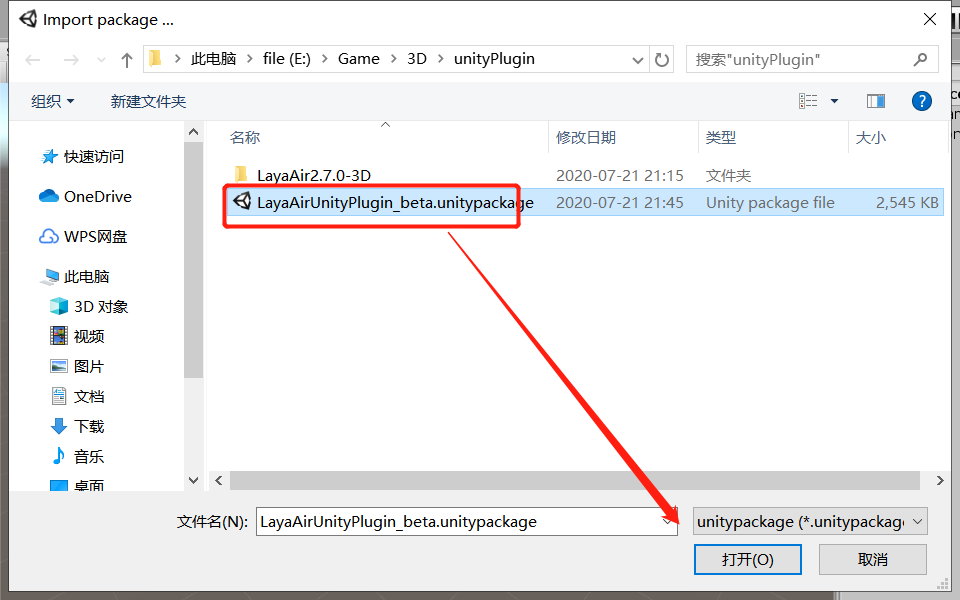 Import package ...
此电脑 > file (E:) > Game > 3D > unityPlugin
搜索"unityPlugin"
组织
新建文件夹
名称
修改日期
类型
大小
快速访问
OneDrive
WPS网盘
此电脑
3D 对象
视频
图片
文档
下载
音乐
桌面
LayaAir2.7.0-3D 2020-07-21 21:15 文件夹
LayaAirUnityPlugin_beta.unitypackage 2020-07-21 21:45 Unity package file 2,545 KB
文件名(N):
LayaAirUnityPlugin_beta.unitypackage
unitypackage (*.unitypackag
打开(O)
取消